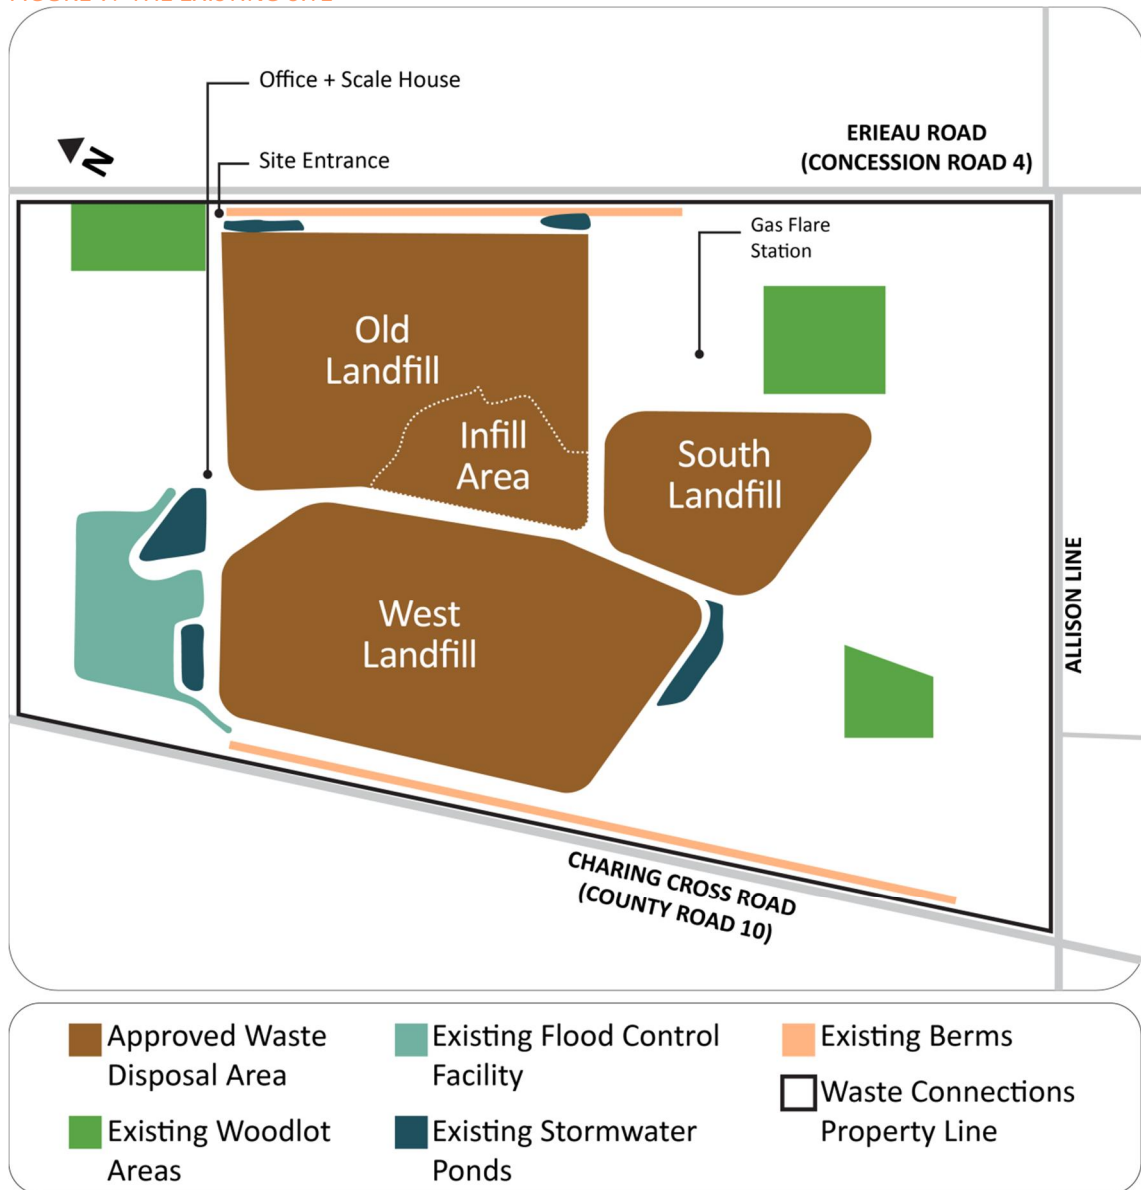 Office + Scale House
Site Entrance
N
ERIEAU ROAD
(CONCESSION ROAD 4)
Gas Flare
Station
Old
Landfill
Infill
Area
South
Landfill
West
Landfill
ALLISON LINE
CHARING CROSS ROAD
(COUNTY ROAD 10)
Approved Waste
Disposal Area
Existing Woodlot
Areas
Existing Flood Control
Facility
Existing Stormwater
Ponds
Existing Berms
Waste Connections
Property Line